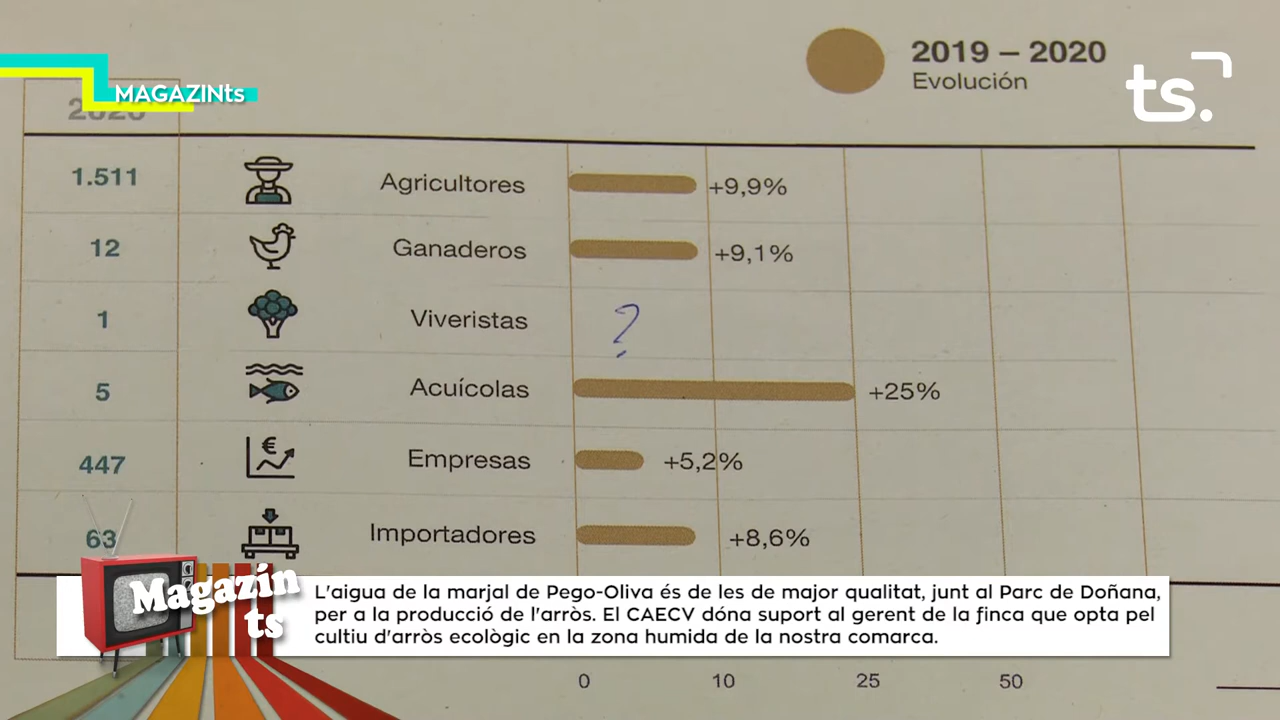 2019 – 2020
Evolución
ts.
MAGAZINts
2020
1.511 Agricultores +9,9%
12 Ganaderos +9,1%
1 Viveristas ?
5 Acuícolas +25%
€
447 Empresas +5,2%
63 Importadores +8,6%
Magazin
ts
L'aigua de la marjal de Pego-Oliva és de les de major qualitat, junt al Parc de Doñana,
per a la producció de l'arròs. El CAECV dóna suport al gerent de la finca que opta pel
cultiu d'arròs ecològic en la zona humida de la nostra comarca.
0 10 25 50